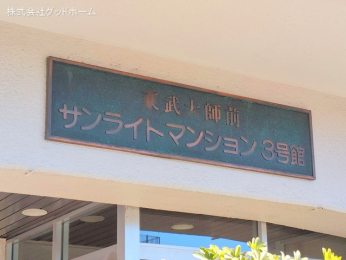 株式会社グッドホーム
東武士師前
サンライトマンション 3号館